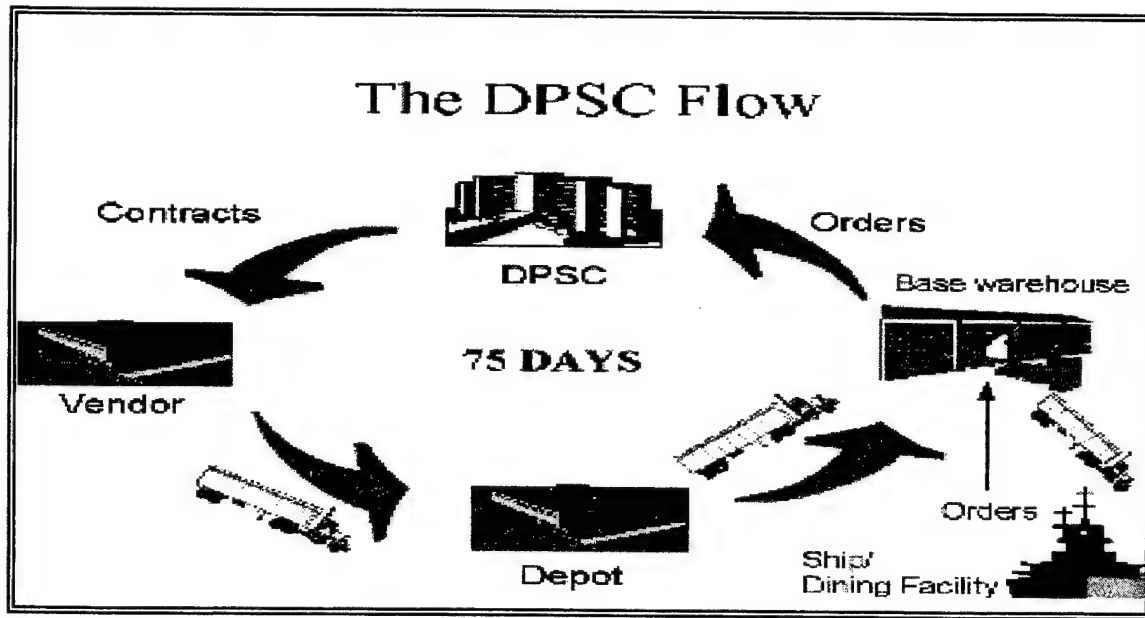 The DPSC Flow
Contracts
Orders
DPSC
Base warehouse
75 DAYS
Vendor
Orders
Depot
Ship/
Dining Facility